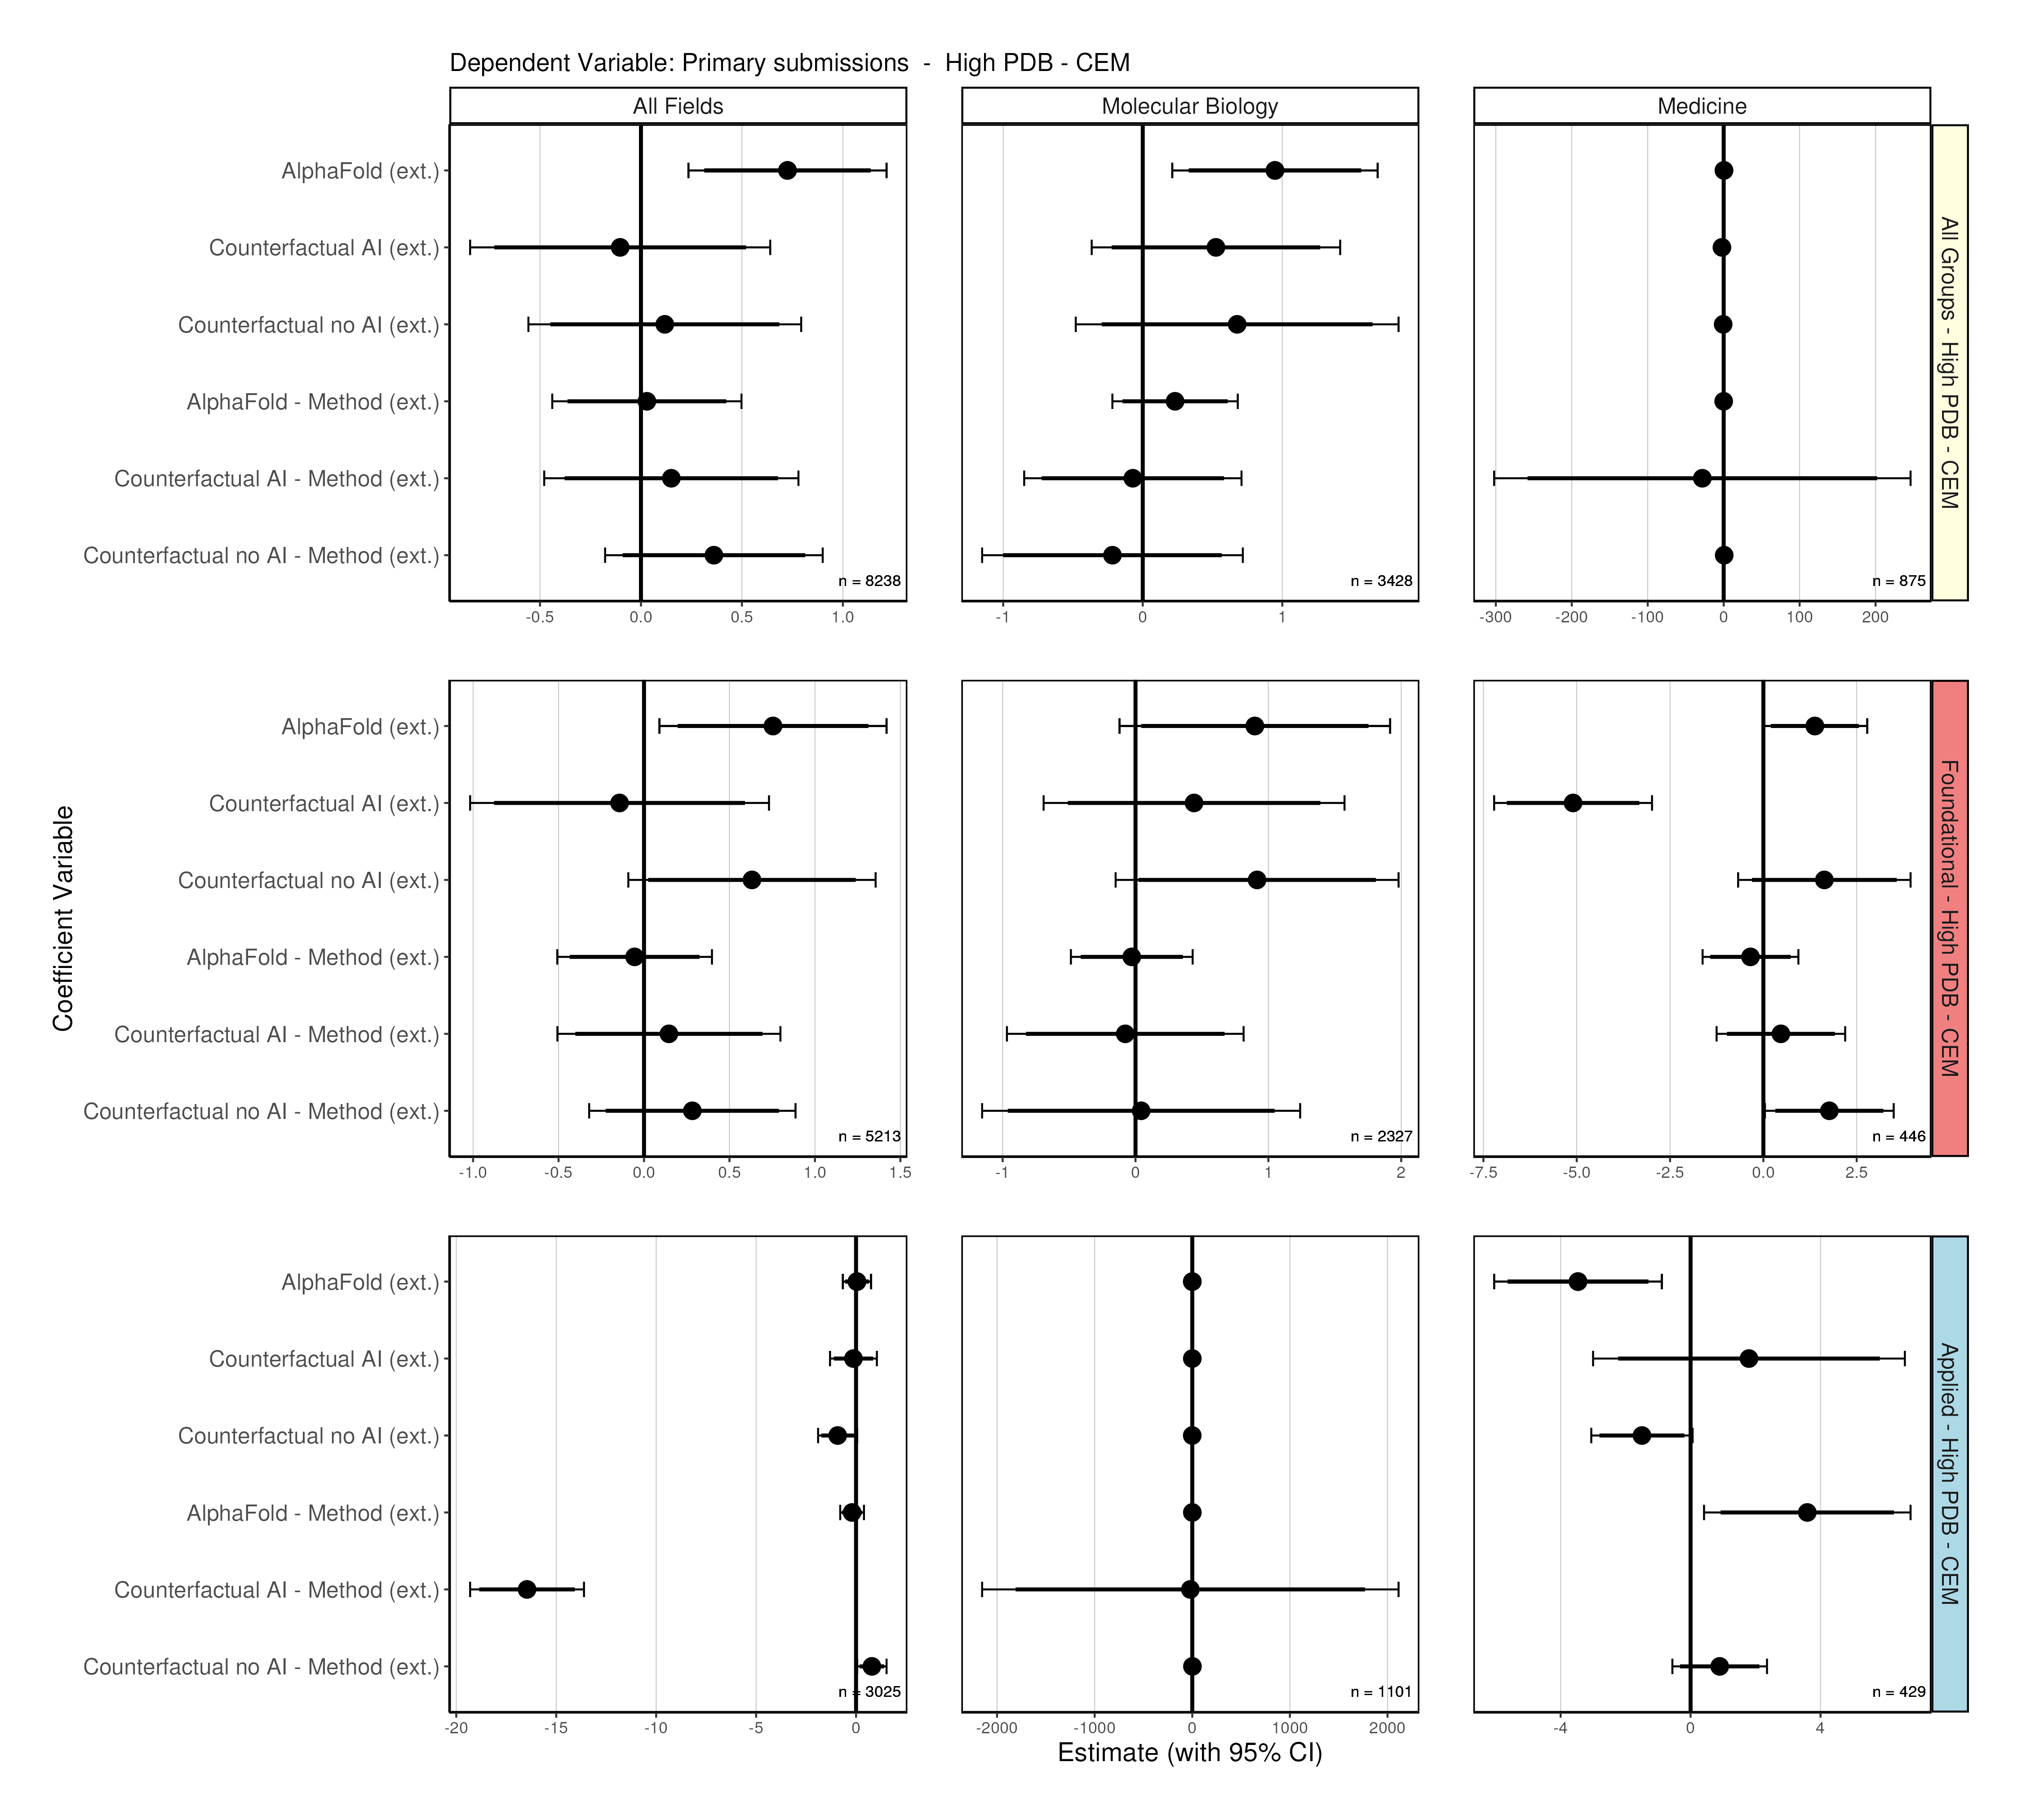 Dependent Variable: Primary submissions - High PDB - CEM
All Fields
Molecular Biology
Medicine
AlphaFold (ext.)
Counterfactual AI (ext.)
Counterfactual no AI (ext.)
AlphaFold - Method (ext.)
Counterfactual AI - Method (ext.)
Counterfactual no AI - Method (ext.)
n = 8238
n = 3428
n = 875
-0.5 0.0 0.5 1.0
-1 0 1
-300 -200 -100 0 100 200
All Groups - High PDB - CEM
Coefficient Variable
AlphaFold (ext.)
Counterfactual AI (ext.)
Counterfactual no AI (ext.)
AlphaFold - Method (ext.)
Counterfactual AI - Method (ext.)
Counterfactual no AI - Method (ext.)
n = 5213
n = 2327
n = 446
-1.0 -0.5 0.0 0.5 1.0 1.5
-1 0 1 2
-7.5 -5.0 -2.5 0.0 2.5
Foundational - High PDB - CEM
AlphaFold (ext.)
Counterfactual AI (ext.)
Counterfactual no AI (ext.)
AlphaFold - Method (ext.)
Counterfactual AI - Method (ext.)
Counterfactual no AI - Method (ext.)
n = 3025
n = 1101
n = 429
-20 -15 -10 -5 0
-2000 -1000 0 1000 2000
-4 0 4
Applied - High PDB - CEM
Estimate (with 95% CI)